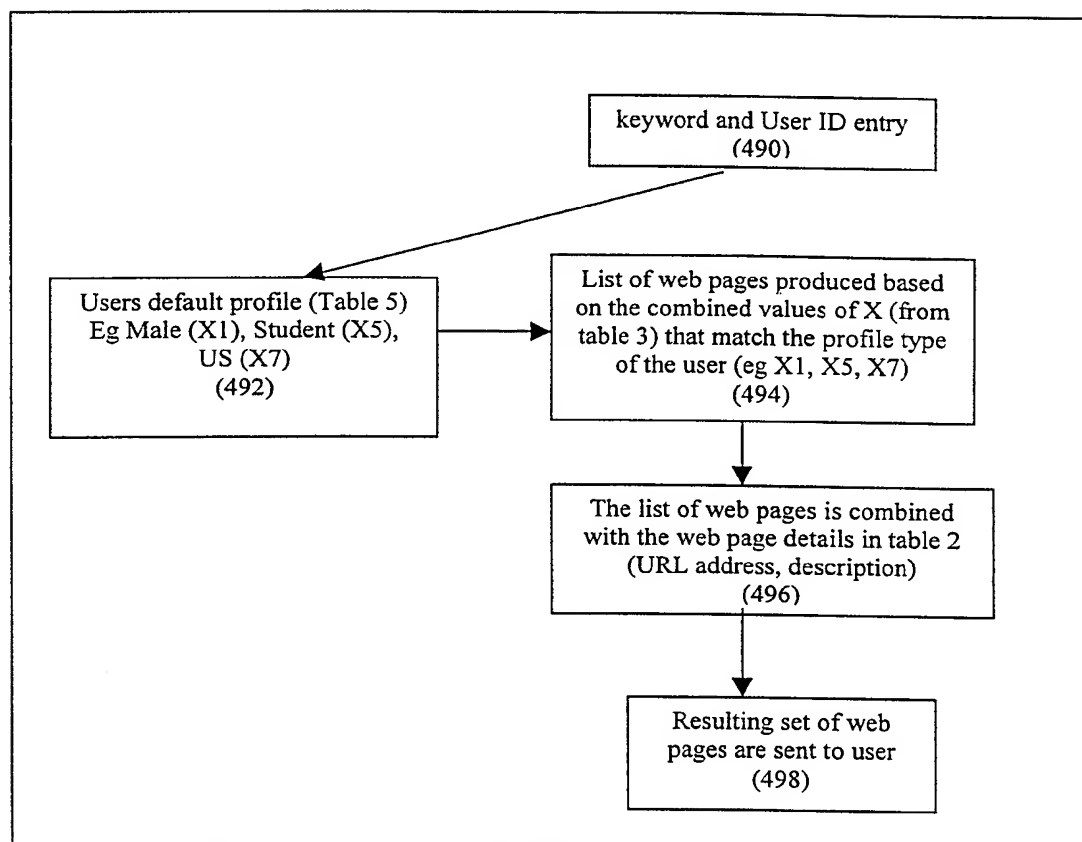 keyword and User ID entry
(490)
Users default profile (Table 5)
Eg Male (X1), Student (X5),
US (X7)
(492)
List of web pages produced based
on the combined values of X (from
table 3) that match the profile type
of the user (eg X1, X5, X7)
(494)
The list of web pages is combined
with the web page details in table 2
(URL address, description)
(496)
Resulting set of web
pages are sent to user
(498)